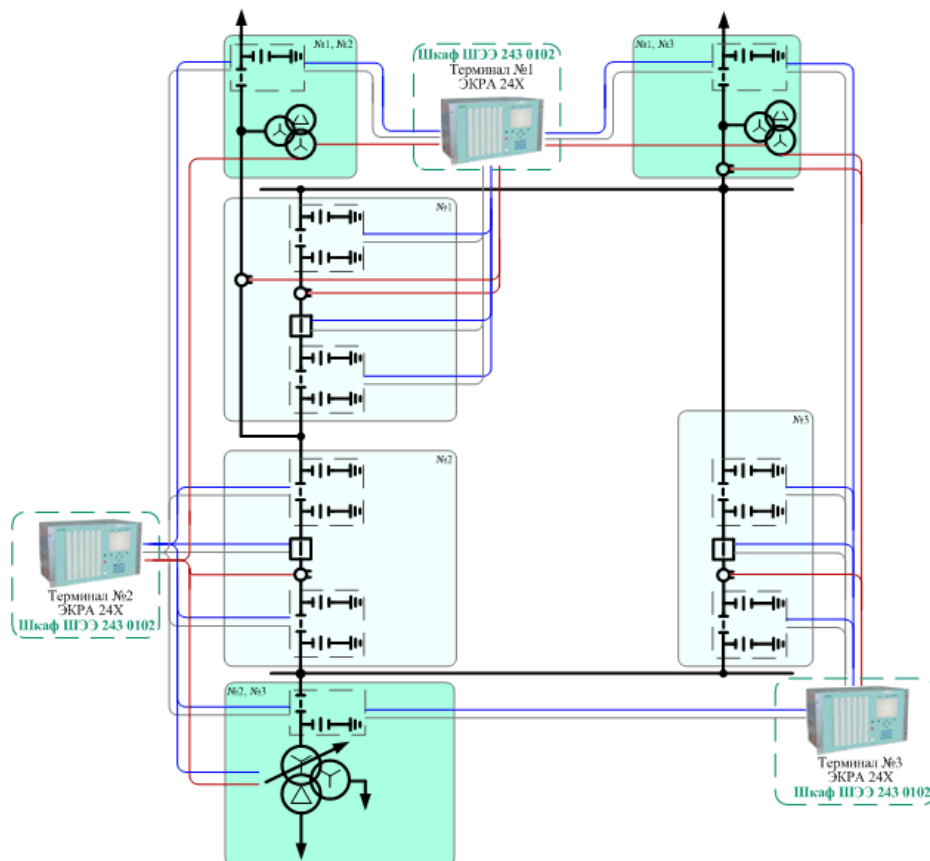 №1, №2
Шкаф ШЭЭ 243 0102
Терминал №1
ЭКРА 24X
№1, №3
№1
№3
№2
Терминал №2
ЭКРА 24X
Шкаф ШЭЭ 243 0102
№2, №3
Терминал №3
ЭКРА 24X
Шкаф ШЭЭ 243 0102